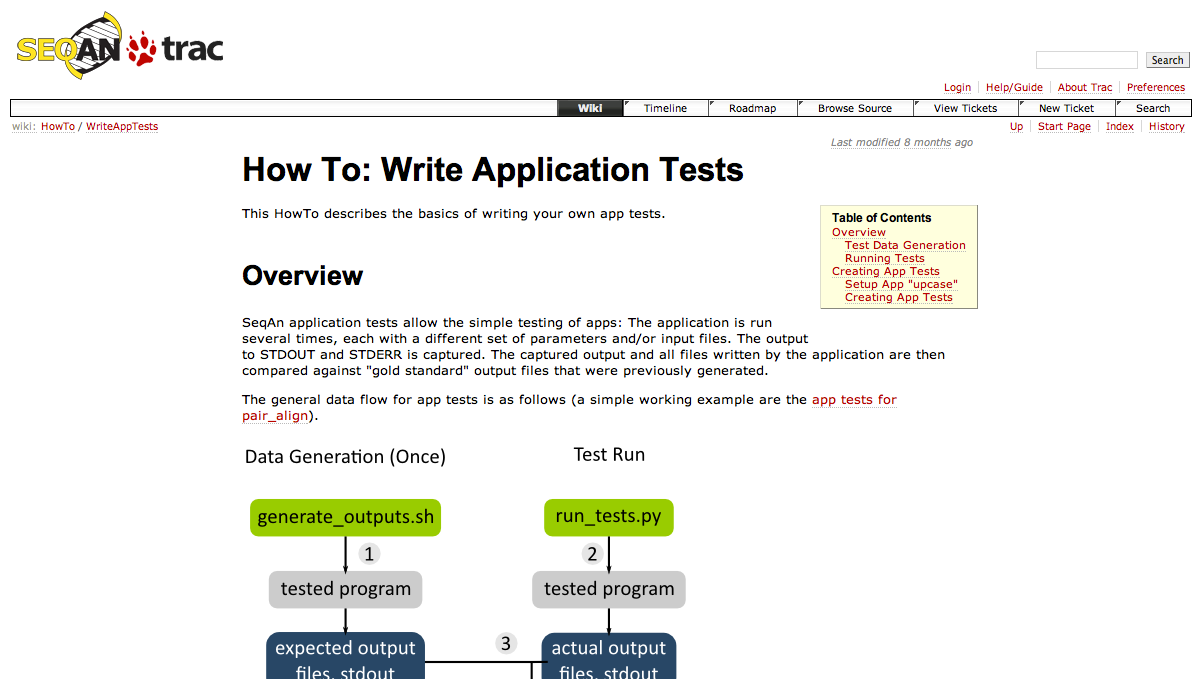 SEQAN trac
Search
Login Help/Guide About Trac Preferences
Wiki Timeline Roadmap Browse Source View Tickets New Ticket Search
wiki: HowTo / WriteAppTests
Up Start Page Index History
Last modified 8 months ago
How To: Write Application Tests
This HowTo describes the basics of writing your own app tests.
Table of Contents
Overview
Test Data Generation
Running Tests
Creating App Tests
Setup App "upcase"
Creating App Tests
Overview
SeqAn application tests allow the simple testing of apps: The application is run
several times, each with a different set of parameters and/or input files. The output
to STDOUT and STDERR is captured. The captured output and all files written by the application are then
compared against "gold standard" output files that were previously generated.
The general data flow for app tests is as follows (a simple working example are the app tests for
pair_align).
Data Generation (Once)
Test Run
generate_outputs.sh
run_tests.py
1
2
tested program
tested program
3
expected output
files, stdout
actual output
files, stdout